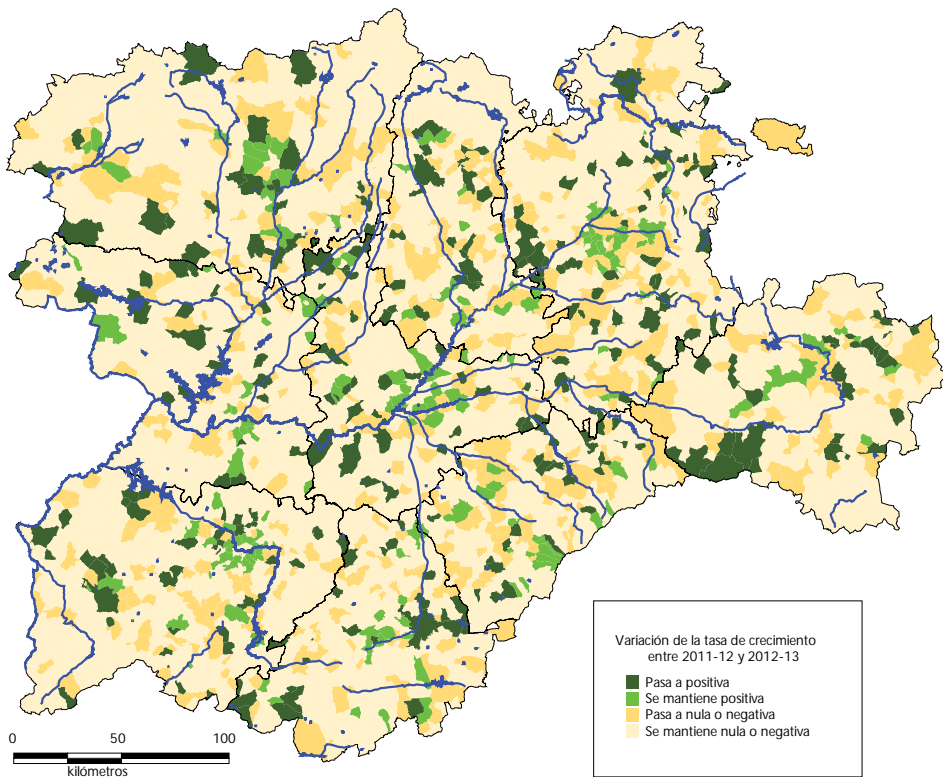 Variación de la tasa de crecimiento
entre 2011-12 y 2012-13
Pasa a positiva
Se mantiene positiva
Pasa a nula o negativa
Se mantiene nula o negativa
0 50 100
kilómetros